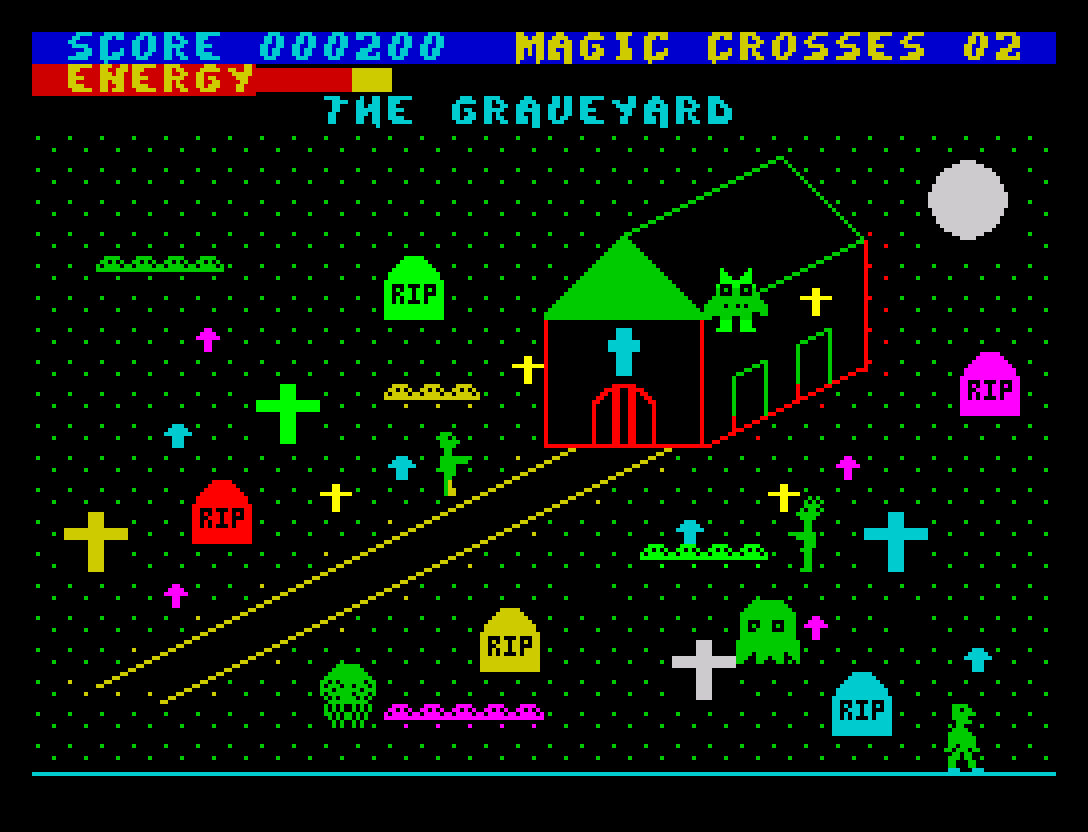 SCORE 000200 MAGIC CROSSES 02
ENERGY
THE GRAVEYARD
RIP
RIP
RIP
RIP
RIP